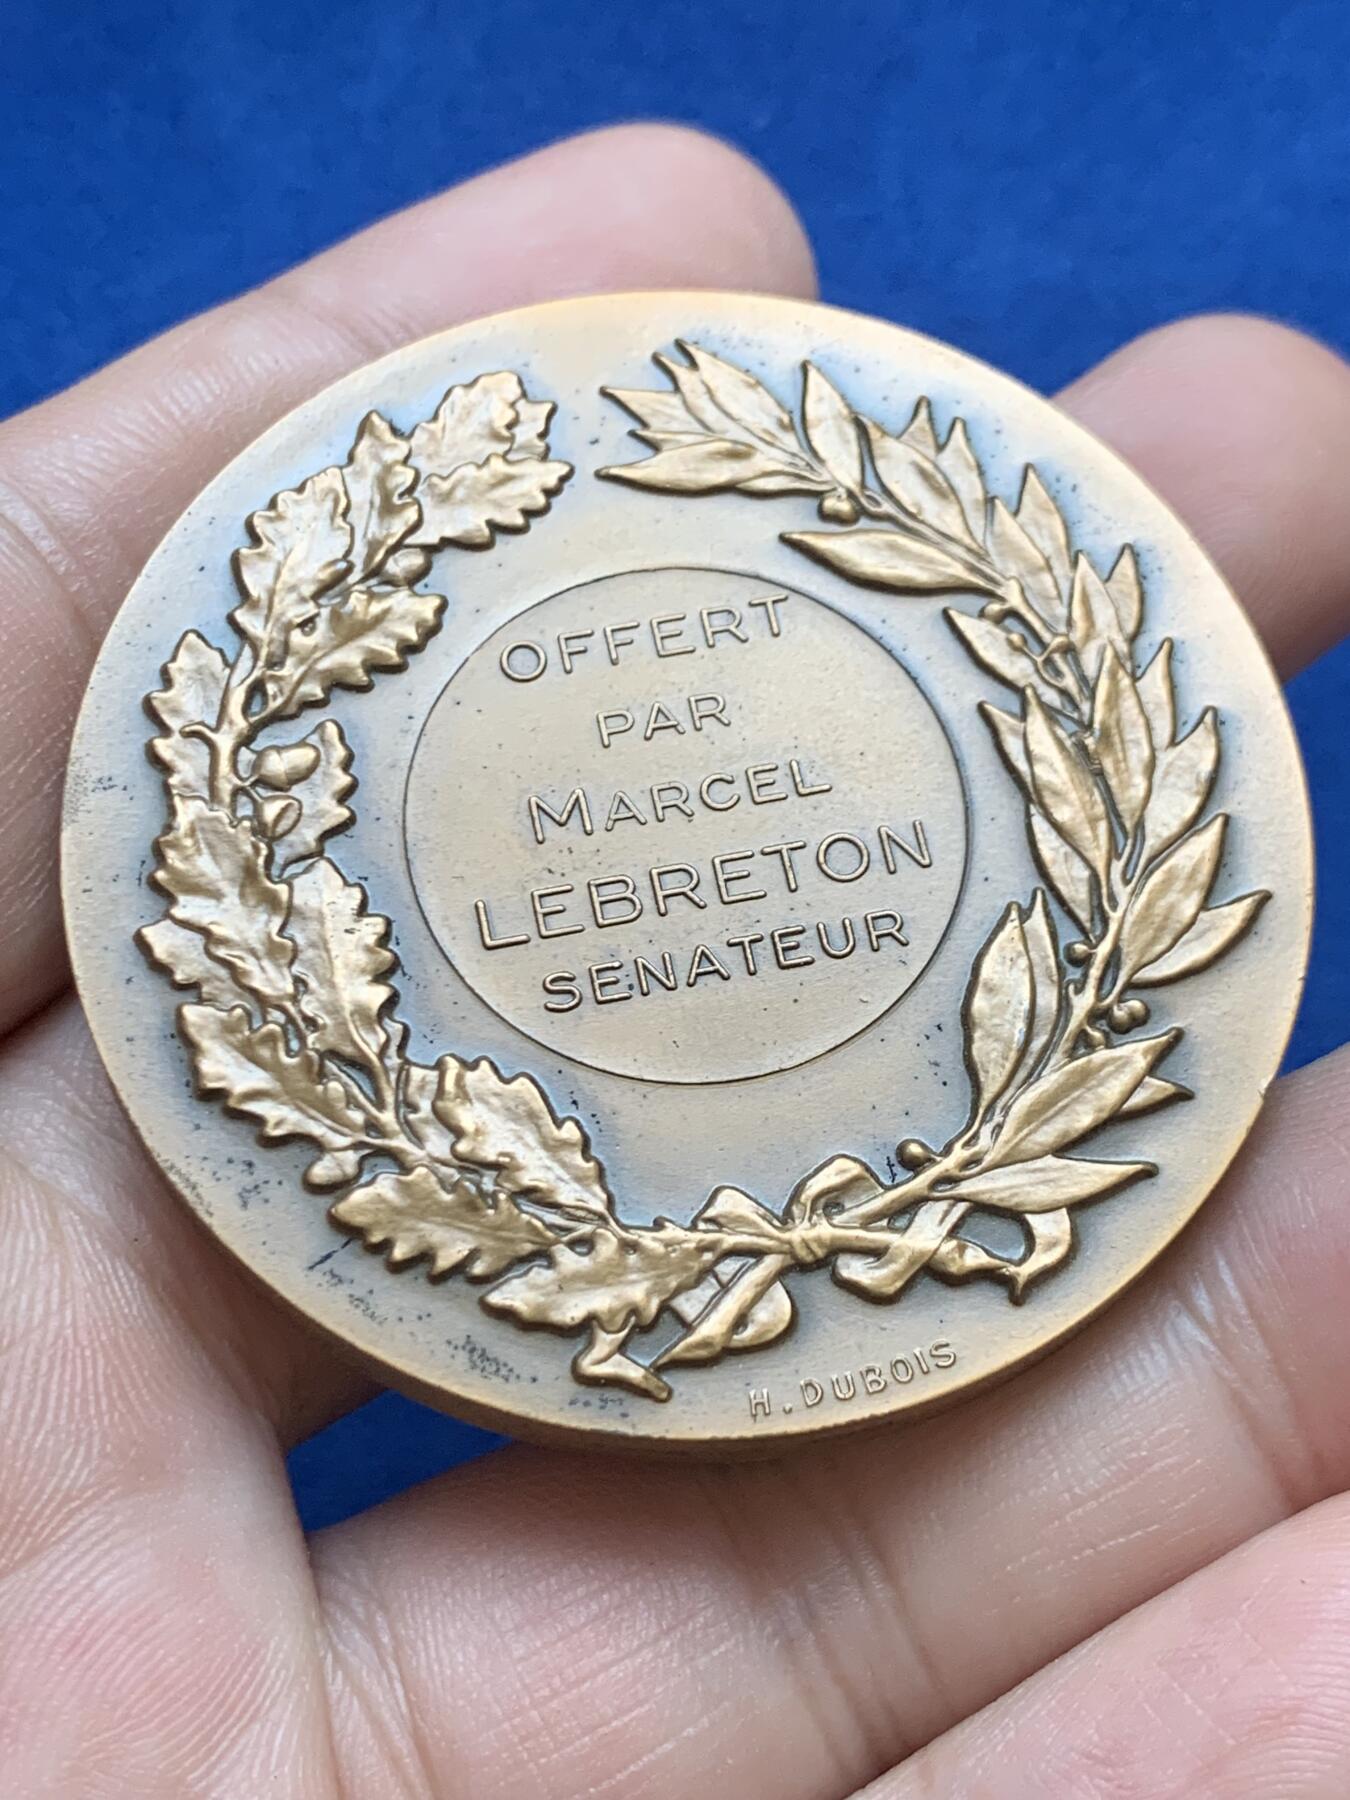 OFFERT
PAR
MARCEL
LEBRETON
SENATEUR
H. DUBOIS